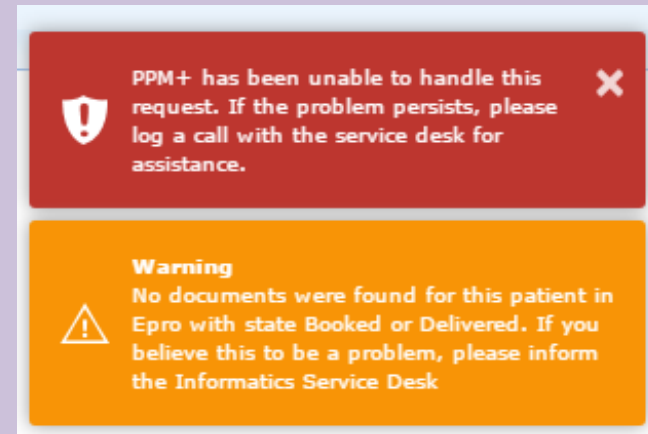 PPM+ has been unable to handle this
request. If the problem persists, please
log a call with the service desk for
assistance.
Warning
No documents were found for this patient in
Epro with state Booked or Delivered. If you
believe this to be a problem, please inform
the Informatics Service Desk